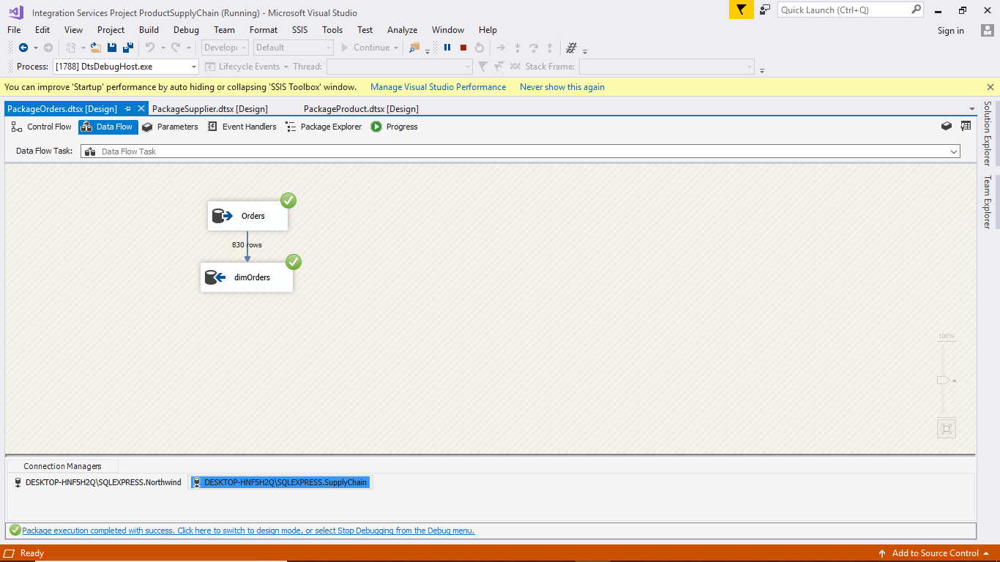 Integration Services Project ProductSupplyChain (Running) - Microsoft Visual Studio
Quick Launch (Ctrl+Q)
File Edit View Project Build Debug Team Format SSIS Tools Test Analyze Window Help
Sign in
Develop Default Continue
Process: [1788] DtsDebugHost.exe Lifecycle Events Thread: Stack Frame:
You can improve 'Startup' performance by auto hiding or collapsing 'SSIS Toolbox' window. Manage Visual Studio Performance Never show this again
PackageOrders.dtsx [Design] PackageSupplier.dtsx [Design] PackageProduct.dtsx [Design]
Control Flow Data Flow Parameters Event Handlers Package Explorer Progress
Data Flow Task: Data Flow Task
Solution Explorer
Team Explorer
Orders
830 rows
dimOrders
100%
Connection Managers
DESKTOP-HNF5H2Q\SQLEXPRESS.Northwind DESKTOP-HNF5H2Q\SQLEXPRESS.SupplyChain
Package execution completed with success. Click here to switch to design mode, or select Stop Debugging from the Debug menu.
Ready
Add to Source Control